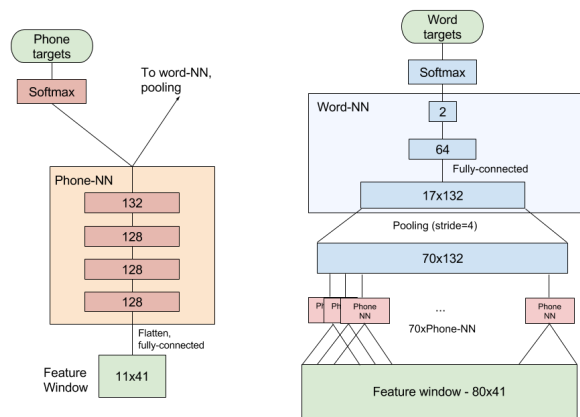 Phone
targets
Softmax
To word-NN,
pooling
Phone-NN
132
128
128
128
Flatten,
fully-connected
Feature
Window
11x41
Word
targets
Softmax
Word-NN
2
64
Fully-connected
17x132
Pooling (stride=4)
70x132
Phone
NN
...
Phone
NN
70xPhone-NN
Feature window - 80x41